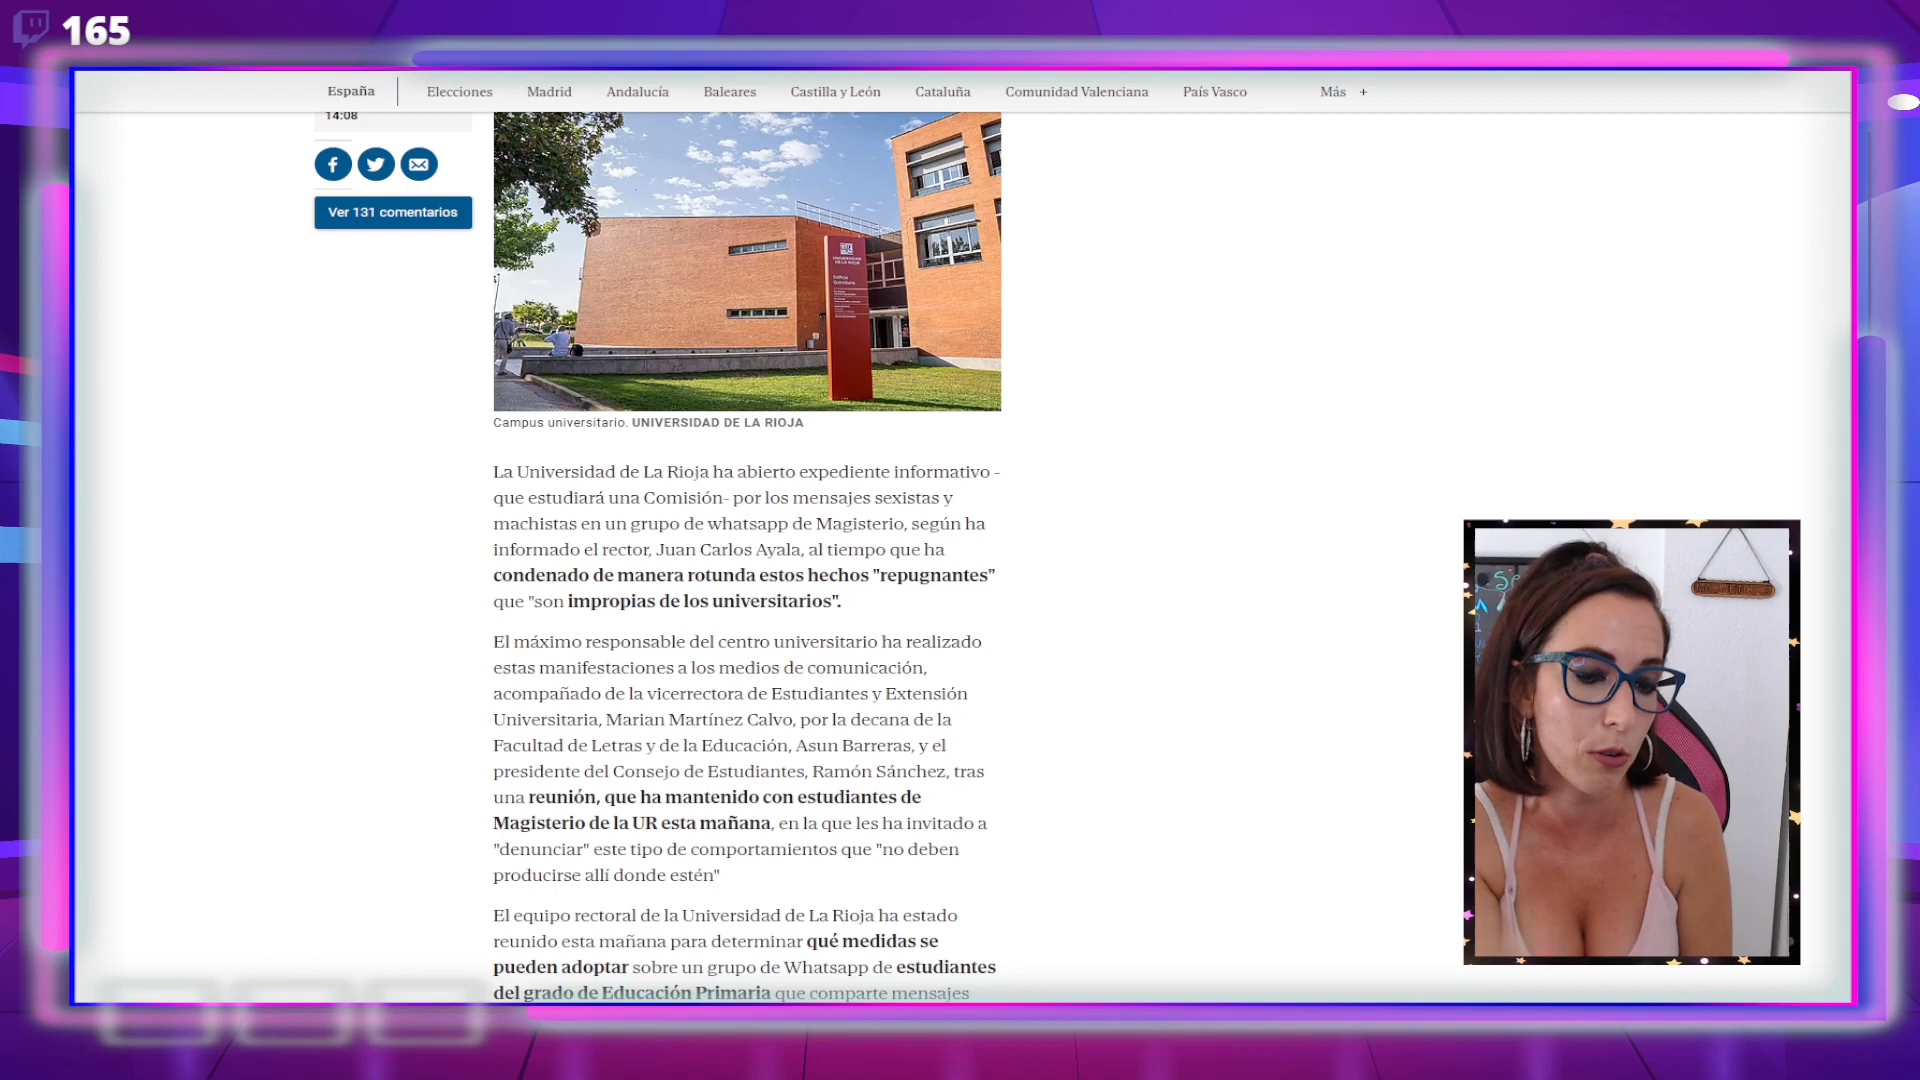 165
España Elecciones Madrid Andalucía Baleares Castilla y León Cataluña Comunidad Valenciana País Vasco Más +
14:08
Ver 131 comentarios
UNIVERSIDAD
DE LA RIOJA
Edificio
Quintiliano
Campus universitario. UNIVERSIDAD DE LA RIOJA
La Universidad de La Rioja ha abierto expediente informativo -
que estudiará una Comisión- por los mensajes sexistas y
machistas en un grupo de whatsapp de Magisterio, según ha
informado el rector, Juan Carlos Ayala, al tiempo que ha
condenado de manera rotunda estos hechos "repugnantes"
que "son impropias de los universitarios".
El máximo responsable del centro universitario ha realizado
estas manifestaciones a los medios de comunicación,
acompañado de la vicerrectora de Estudiantes y Extensión
Universitaria, Marian Martínez Calvo, por la decana de la
Facultad de Letras y de la Educación, Asun Barreras, y el
presidente del Consejo de Estudiantes, Ramón Sánchez, tras
una reunión, que ha mantenido con estudiantes de
Magisterio de la UR esta mañana, en la que les ha invitado a
"denunciar" este tipo de comportamientos que "no deben
producirse allí donde estén"
El equipo rectoral de la Universidad de La Rioja ha estado
reunido esta mañana para determinar qué medidas se
pueden adoptar sobre un grupo de Whatsapp de estudiantes
del grado de Educación Primaria que comparte mensajes